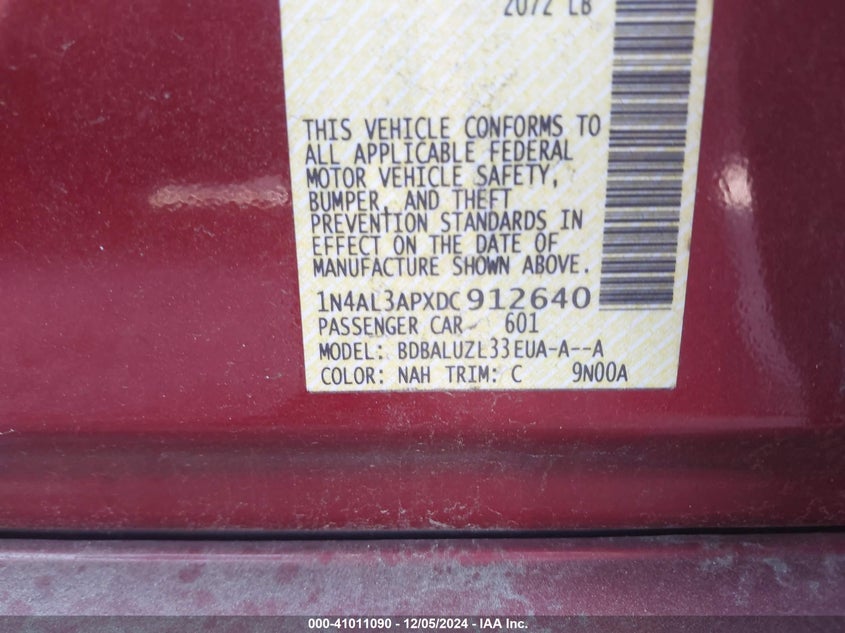 2072 LB
THIS VEHICLE CONFORMS TO
ALL APPLICABLE FEDERAL
MOTOR VEHICLE SAFETY,
BUMPER, AND THEFT
PREVENTION STANDARDS IN
EFFECT ON THE DATE OF
MANUFACTURE SHOWN ABOVE.
1N4AL3APXDC912640
PASSENGER CAR 601
MODEL: BDBALUZL33EUA-A--A
COLOR: NAH TRIM: C 9N00A
000-41011090 - 12/05/2024 - IAA Inc.